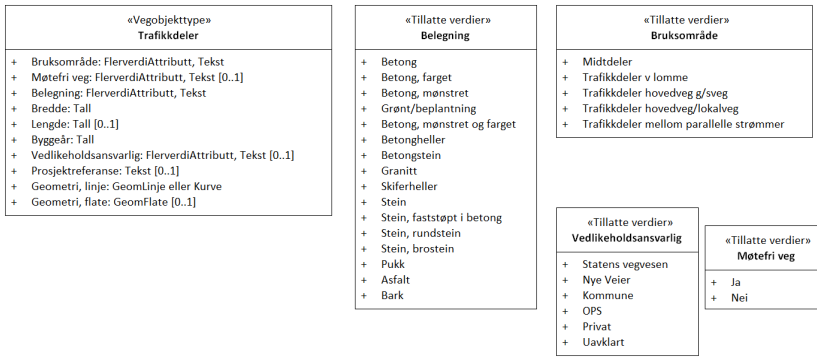 «Vegobjekttype»
Trafikkdeler
+ Bruksområde: FlerverdiAttributt, Tekst
+ Møtefri veg: FlerverdiAttributt, Tekst [0..1]
+ Belegning: FlerverdiAttributt, Tekst
+ Bredde: Tall
+ Lengde: Tall [0..1]
+ Byggeår: Tall
+ Vedlikeholdsansvarlig: FlerverdiAttributt, Tekst [0..1]
+ Prosjektreferanse: Tekst [0..1]
+ Geometri, linje: GeomLinje eller Kurve
+ Geometri, flate: GeomFlate [0..1]
«Tillatte verdier»
Belegning
+ Betong
+ Betong, farget
+ Betong, mønstret
+ Grønt/beplantning
+ Betong, mønstret og farget
+ Betongheller
+ Betongstein
+ Granitt
+ Skiferheller
+ Stein
+ Stein, faststøpt i betong
+ Stein, rundstein
+ Stein, brostein
+ Pukk
+ Asfalt
+ Bark
«Tillatte verdier»
Bruksområde
+ Midtdeler
+ Trafikkdeler v lomme
+ Trafikkdeler hovedveg g/sveg
+ Trafikkdeler hovedveg/lokalveg
+ Trafikkdeler mellom parallelle strømmer
«Tillatte verdier»
Vedlikeholdsansvarlig
+ Statens vegvesen
+ Nye Veier
+ Kommune
+ OPS
+ Privat
+ Uavklart
«Tillatte verdier»
Møtefri veg
+ Ja
+ Nei